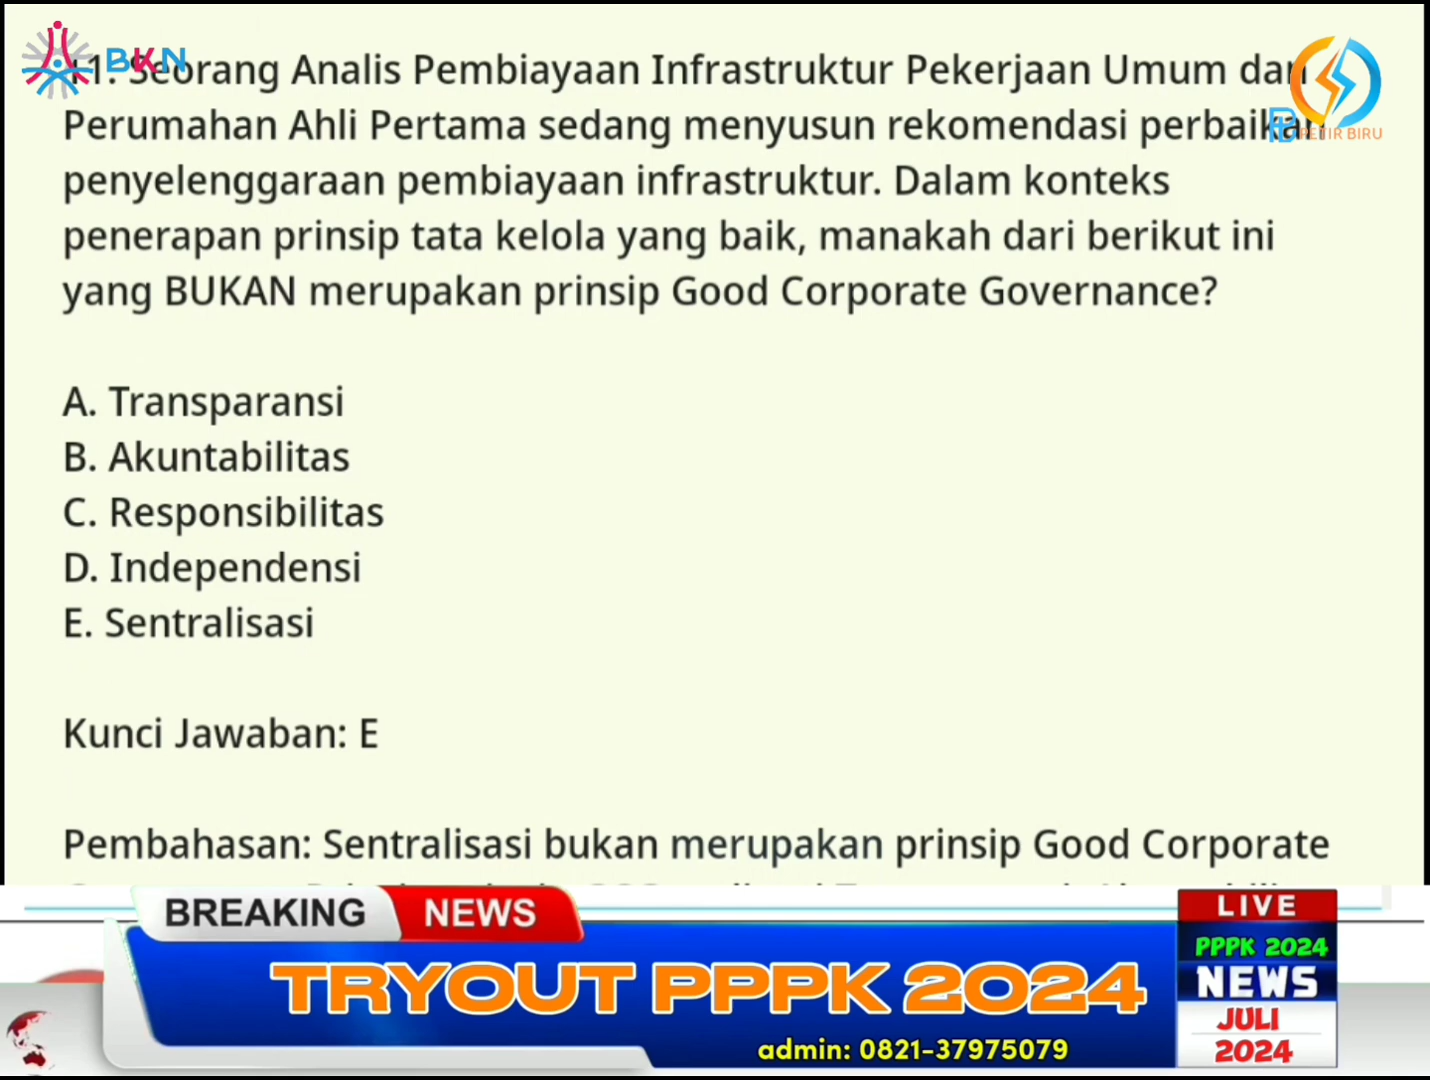 BKN
11. Seorang Analis Pembiayaan Infrastruktur Pekerjaan Umum dan
PETIR BIRU
Perumahan Ahli Pertama sedang menyusun rekomendasi perbaikan
penyelenggaraan pembiayaan infrastruktur. Dalam konteks
penerapan prinsip tata kelola yang baik, manakah dari berikut ini
yang BUKAN merupakan prinsip Good Corporate Governance?
A. Transparansi
B. Akuntabilitas
C. Responsibilitas
D. Independensi
E. Sentralisasi
Kunci Jawaban: E
Pembahasan: Sentralisasi bukan merupakan prinsip Good Corporate
BREAKING NEWS
TRYOUT PPPK 2024
admin: 0821-37975079
LIVE
PPPK 2024
NEWS
JULI
2024